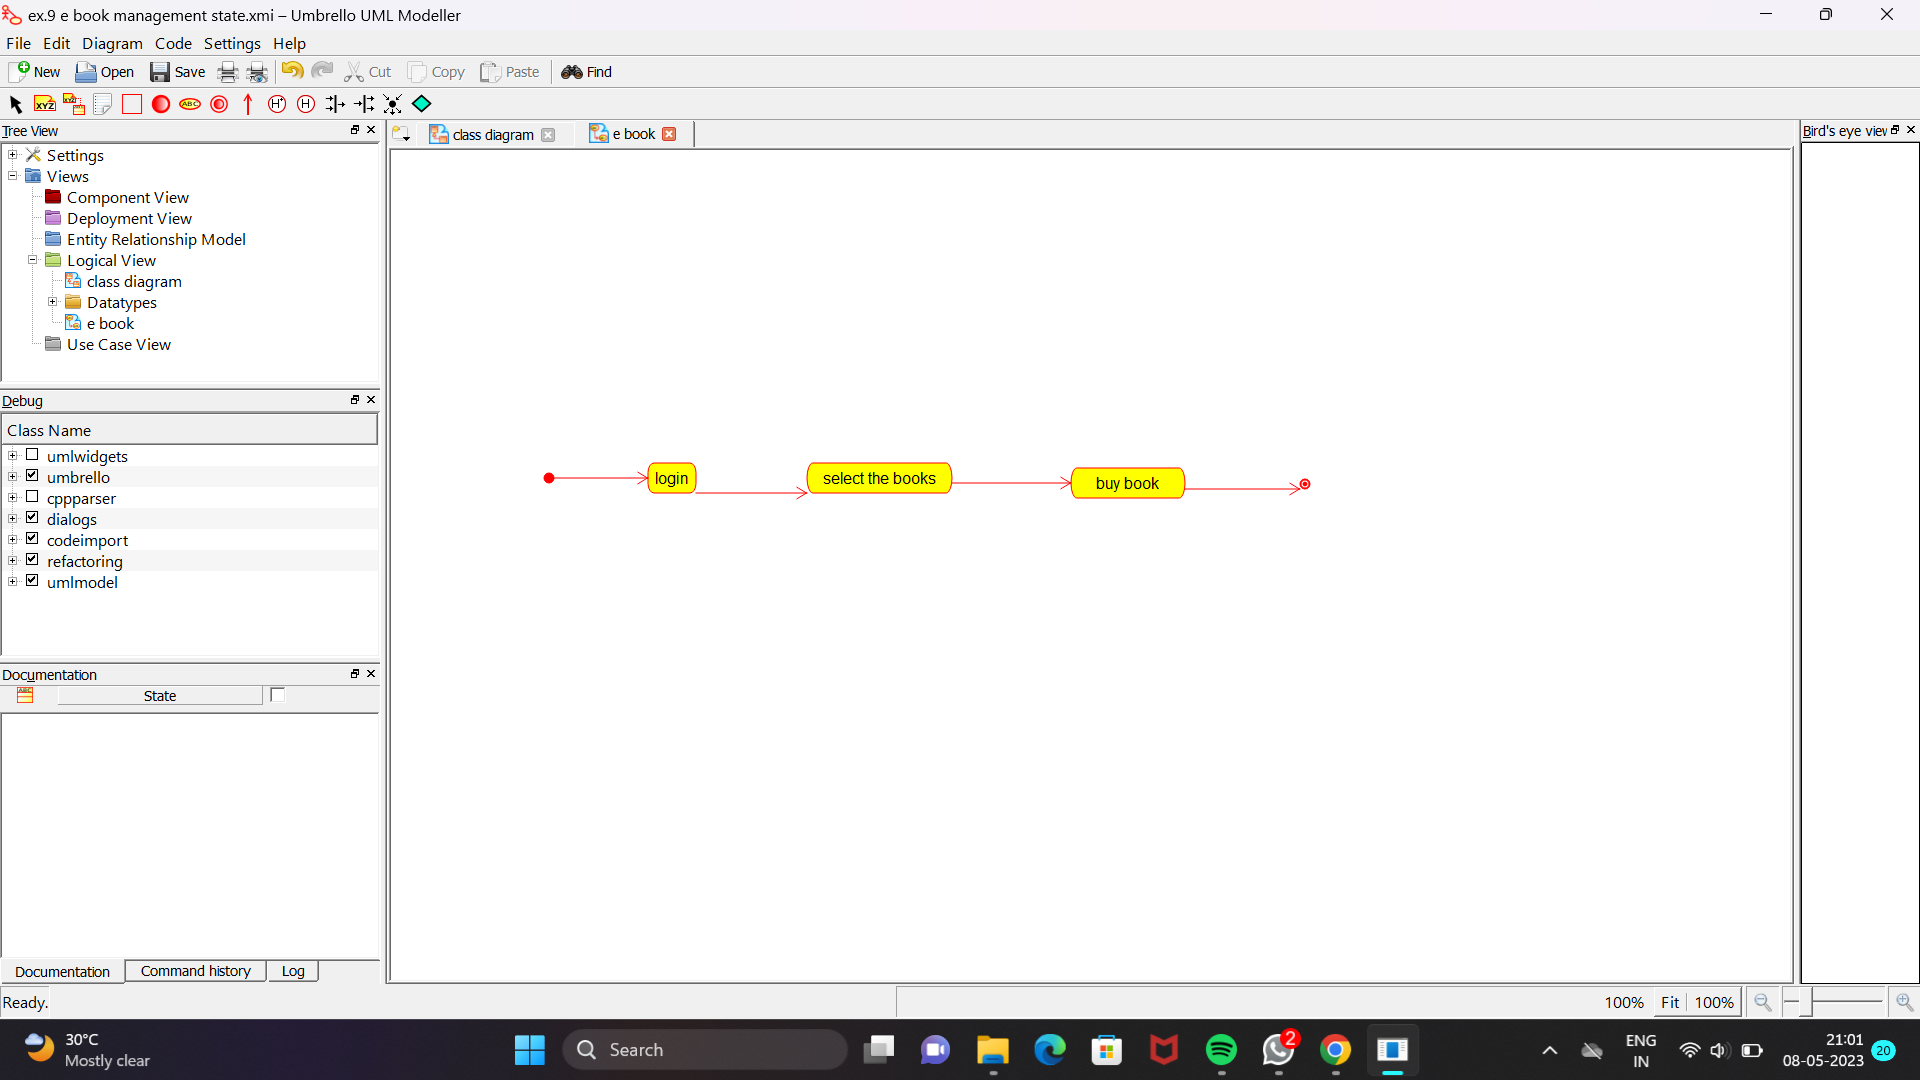 ex.9 e book management state.xmi – Umbrello UML Modeller
File Edit Diagram Code Settings Help
New Open Save Cut Copy Paste Find
XYZ XYZ ABC H* H
Tree View
class diagram e book
Bird's eye view
Settings
Views
Component View
Deployment View
Entity Relationship Model
Logical View
class diagram
Datatypes
e book
Use Case View
Debug
Class Name
umlwidgets
umbrello
cppparser
dialogs
codeimport
refactoring
umlmodel
login select the books buy book
Documentation
ABC State
Documentation Command history Log
Ready. 100% Fit 100%
30°C
Mostly clear
Search
2
ENG
IN
21:01
08-05-2023
20